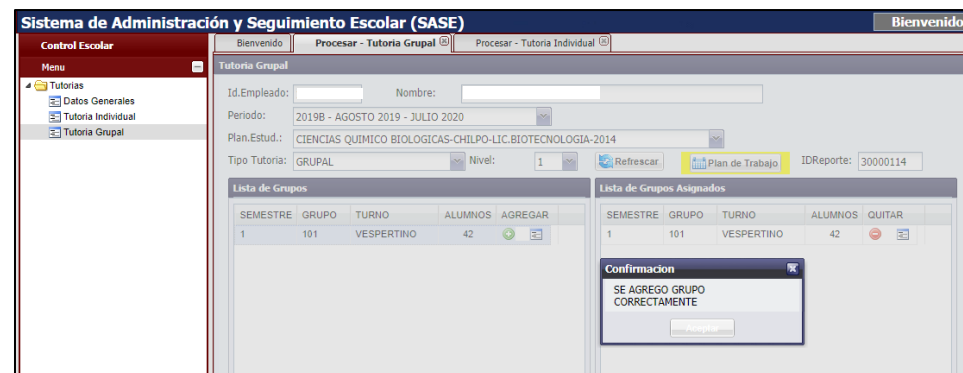 Sistema de Administración y Seguimiento Escolar (SASE)
Bienvenido
Control Escolar
Bienvenido
Procesar - Tutoria Grupal
Procesar - Tutoria Individual
Menu
Tutoria Grupal
Tutorias
Datos Generales
Tutoria Individual
Tutoria Grupal
Id.Empleado:
Nombre:
Periodo: 2019B - AGOSTO 2019 - JULIO 2020
Plan.Estud.: CIENCIAS QUIMICO BIOLOGICAS-CHILPO-LIC.BIOTECNOLOGIA-2014
Tipo Tutoria: GRUPAL Nivel: 1 Refrescar Plan de Trabajo IDReporte: 30000114
Lista de Grupos
SEMESTRE GRUPO TURNO ALUMNOS AGREGAR
1 101 VESPERTINO 42
Lista de Grupos Asignados
SEMESTRE GRUPO TURNO ALUMNOS QUITAR
1 101 VESPERTINO 42
Confirmacion
SE AGREGO GRUPO
CORRECTAMENTE
Aceptar